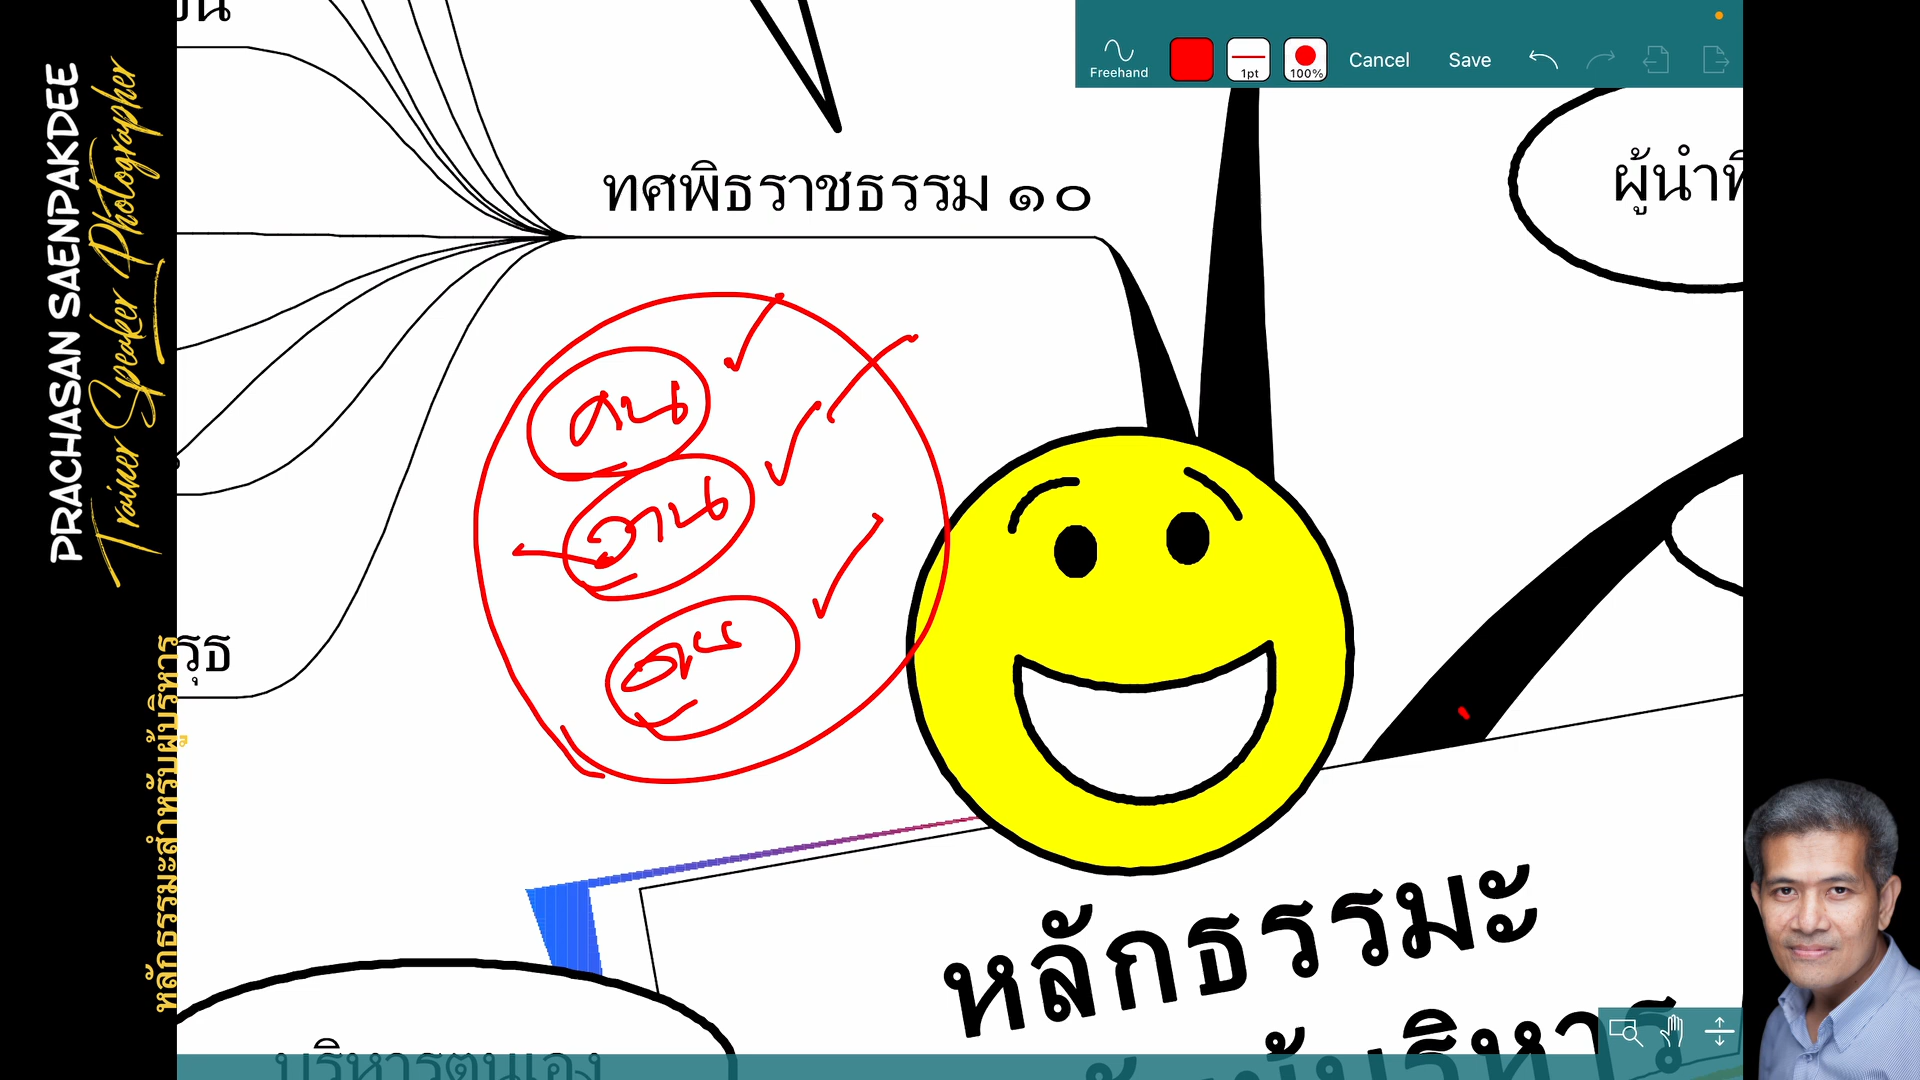 PRACHASAN SAENPAKDEE
Trainer Speaker Photographer
หลักธรรมะสำหรับผู้บริหาร
Freehand
1pt
100%
Cancel
Save
ทศพิธราชธรรม ๑๐
ผู้นำที่
รุธ
ตน
งาน
คน
หลักธรรมะ
บริหารตนเอง